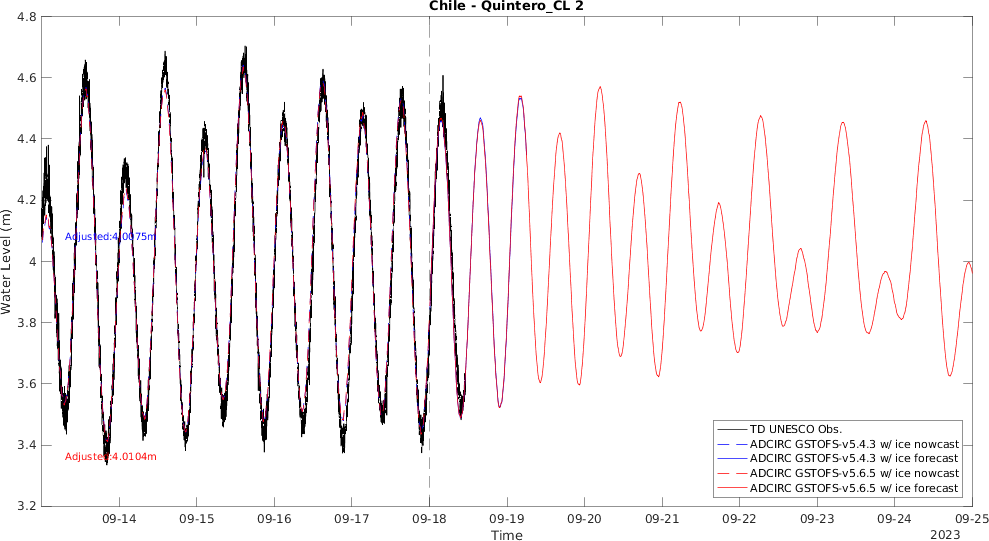 Chile - Quintero_CL 2
4.8
4.6
4.4
4.2
4
3.8
3.6
3.4
3.2
Water Level (m)
Adjusted:4.0075m
Adjusted:4.0104m
TD UNESCO Obs.
ADCIRC GSTOFS-v5.4.3 w/ ice nowcast
ADCIRC GSTOFS-v5.4.3 w/ ice forecast
ADCIRC GSTOFS-v5.6.5 w/ ice nowcast
ADCIRC GSTOFS-v5.6.5 w/ ice forecast
09-14 09-15 09-16 09-17 09-18 09-19 09-20 09-21 09-22 09-23 09-24 09-25
Time
2023